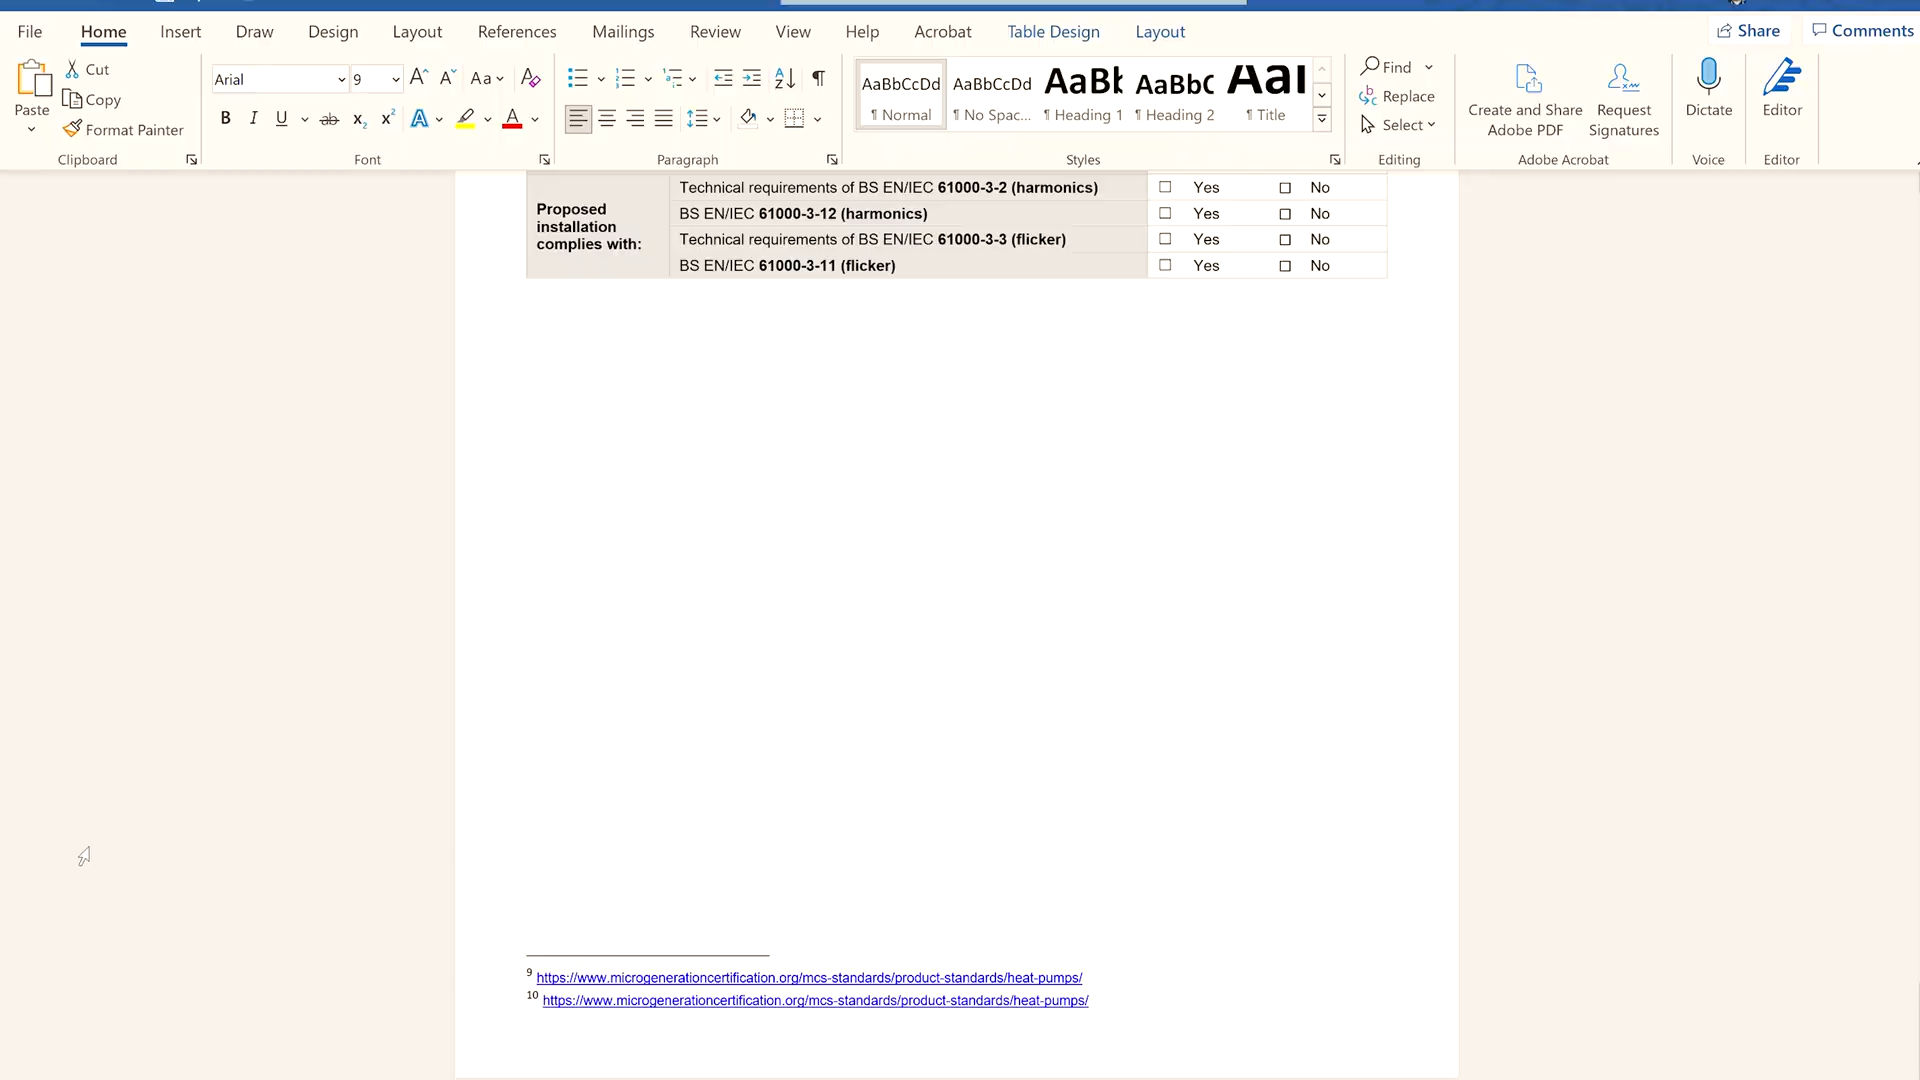 File Home Insert Draw Design Layout References Mailings Review View Help Acrobat Table Design Layout Share Comments
Paste Cut Copy Format Painter Clipboard
Arial 9 Aa B I U ab x₂ x² A A Font
Paragraph
AaBbCcDd AaBbCcDd AaBb AaBbC Aal
¶ Normal ¶ No Spac... ¶ Heading 1 ¶ Heading 2 ¶ Title
Styles
Find Replace Select Editing
Create and Share Adobe PDF Request Signatures Adobe Acrobat
Dictate Voice
Editor Editor
Proposed installation complies with:
Technical requirements of BS EN/IEC 61000-3-2 (harmonics) ☐ Yes ☐ No
BS EN/IEC 61000-3-12 (harmonics) ☐ Yes ☐ No
Technical requirements of BS EN/IEC 61000-3-3 (flicker) ☐ Yes ☐ No
BS EN/IEC 61000-3-11 (flicker) ☐ Yes ☐ No
9 https://www.microgenerationcertification.org/mcs-standards/product-standards/heat-pumps/
10 https://www.microgenerationcertification.org/mcs-standards/product-standards/heat-pumps/